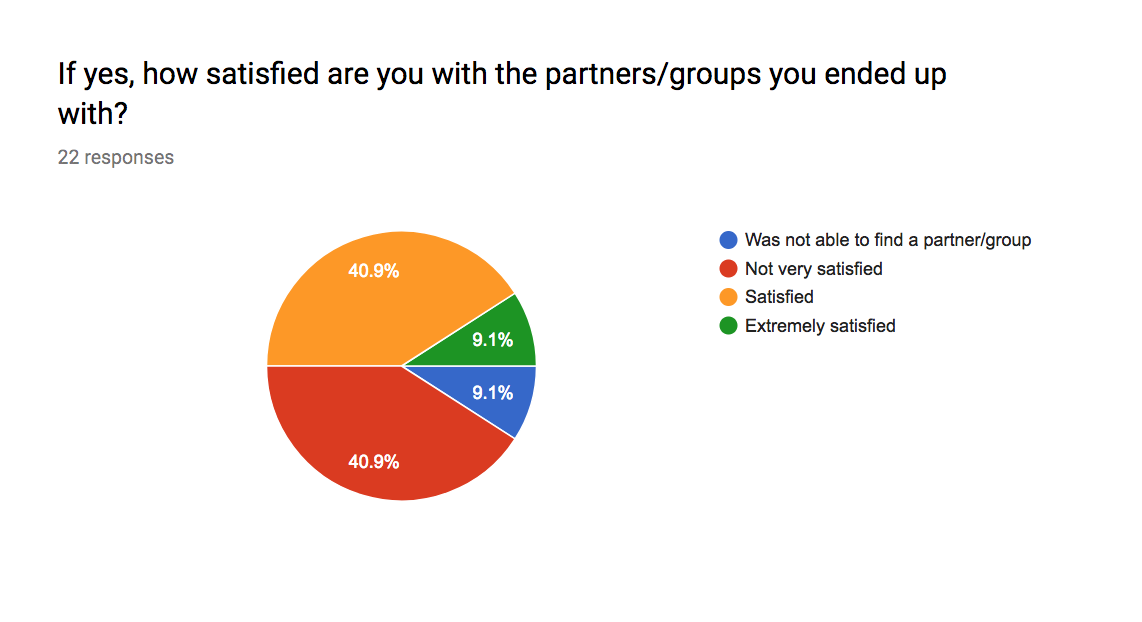 If yes, how satisfied are you with the partners/groups you ended up
with?
22 responses
40.9%
9.1%
9.1%
40.9%
Was not able to find a partner/group
Not very satisfied
Satisfied
Extremely satisfied